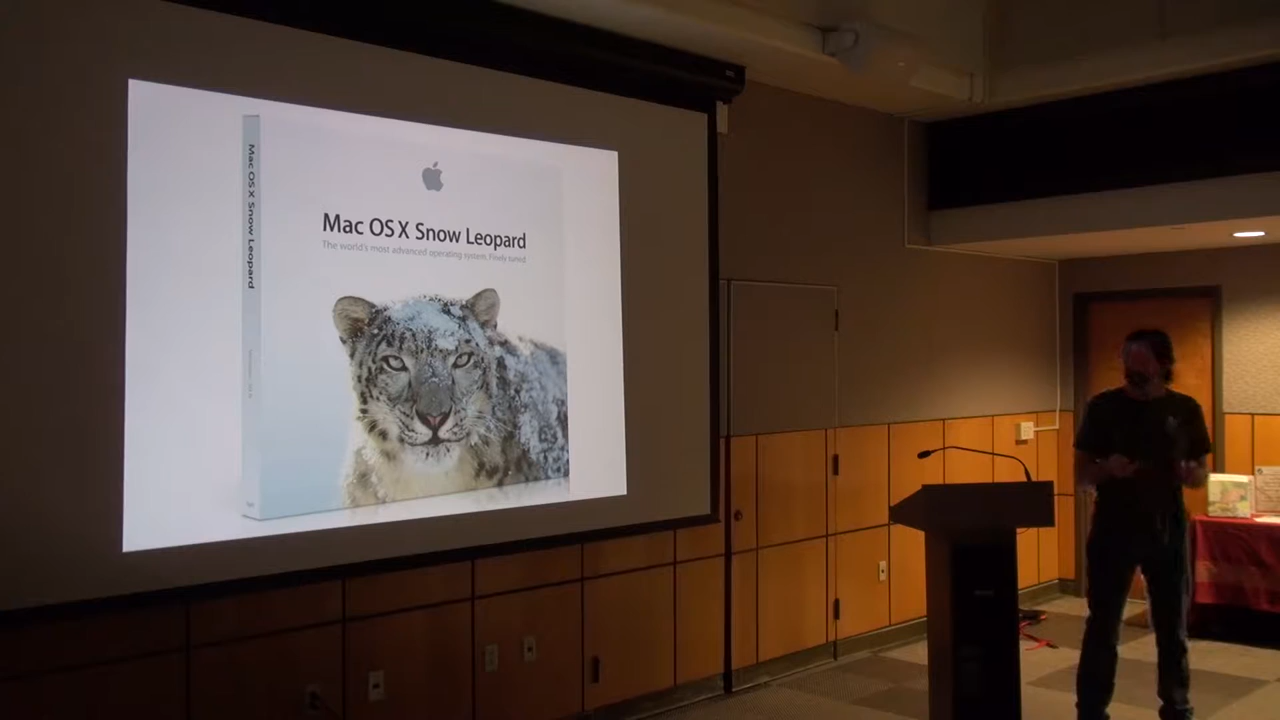 Mac OS X Snow Leopard
Mac OS X Snow Leopard
The world's most advanced operating system. Finely tuned.